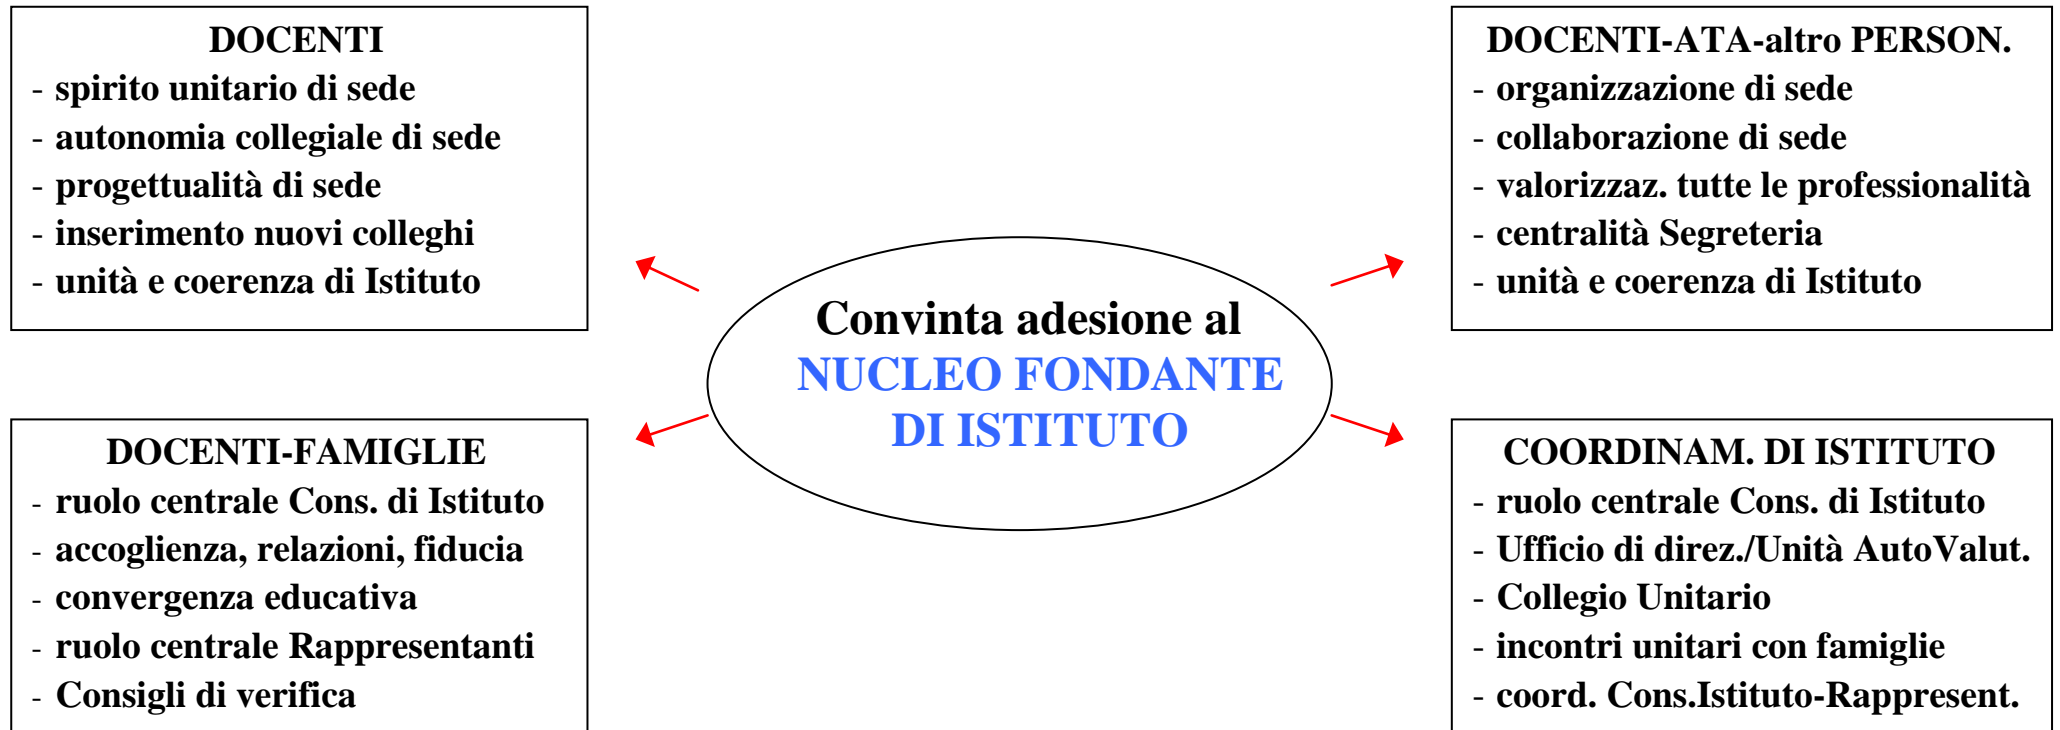 DOCENTI
- spirito unitario di sede
- autonomia collegiale di sede
- progettualità di sede
- inserimento nuovi colleghi
- unità e coerenza di Istituto
DOCENTI-ATA-altro PERSON.
- organizzazione di sede
- collaborazione di sede
- valorizzaz. tutte le professionalità
- centralità Segreteria
- unità e coerenza di Istituto
Convinta adesione al
NUCLEO FONDANTE
DI ISTITUTO
DOCENTI-FAMIGLIE
- ruolo centrale Cons. di Istituto
- accoglienza, relazioni, fiducia
- convergenza educativa
- ruolo centrale Rappresentanti
- Consigli di verifica
COORDINAM. DI ISTITUTO
- ruolo centrale Cons. di Istituto
- Ufficio di direz./Unità AutoValut.
- Collegio Unitario
- incontri unitari con famiglie
- coord. Cons.Istituto-Rappresent.